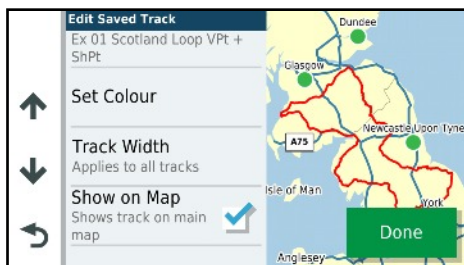 Edit Saved Track
Ex 01 Scotland Loop VPt +
ShPt
Set Colour
Track Width
Applies to all tracks
Show on Map
Shows track on main
map
Dundee
Glasgow
A75
Newcastle Upon Tyne
Isle of Man
York
Done
Anglesey